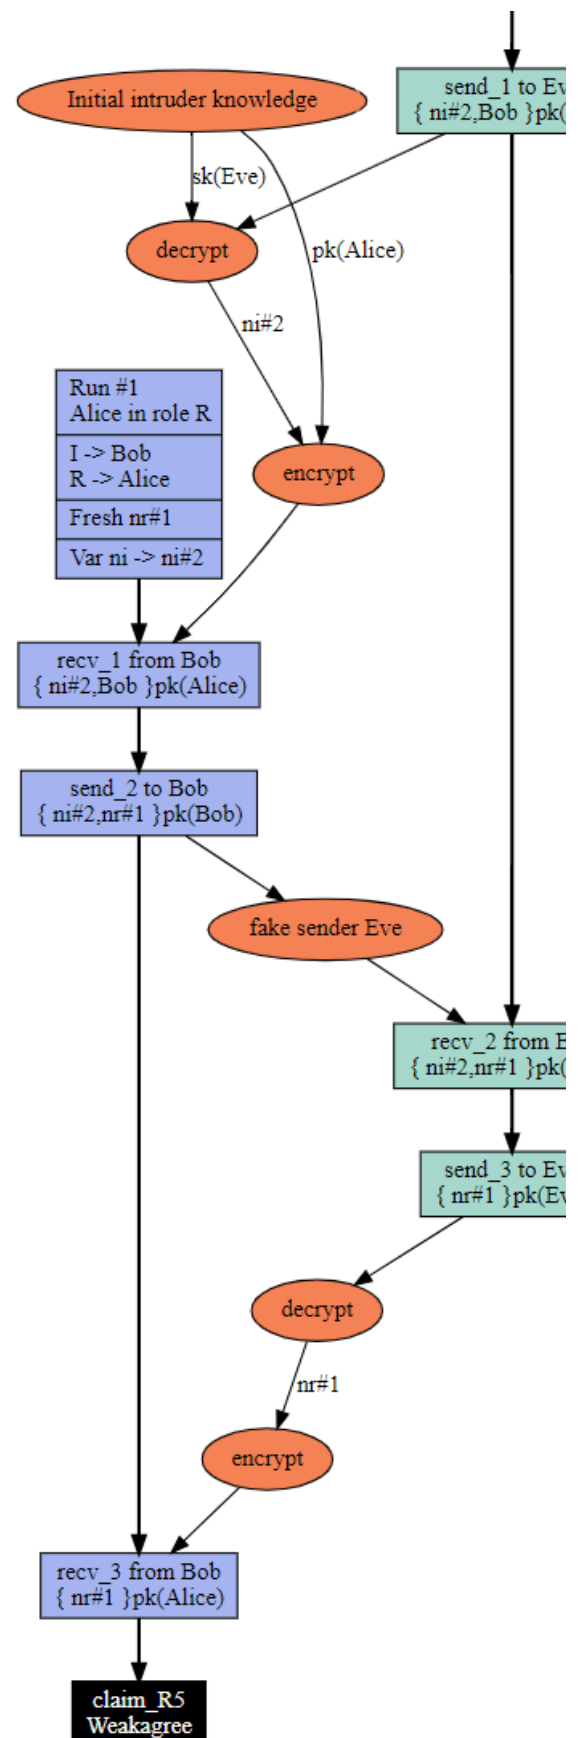 Initial intruder knowledge
send_1 to Ev
{ ni#2,Bob }pk(
sk(Eve)
decrypt
pk(Alice)
ni#2
Run #1
Alice in role R
I -> Bob
R -> Alice
Fresh nr#1
Var ni -> ni#2
encrypt
recv_1 from Bob
{ ni#2,Bob }pk(Alice)
send_2 to Bob
{ ni#2,nr#1 }pk(Bob)
fake sender Eve
recv_2 from E
{ ni#2,nr#1 }pk(
send_3 to Ev
{ nr#1 }pk(Ev
decrypt
nr#1
encrypt
recv_3 from Bob
{ nr#1 }pk(Alice)
claim_R5
Weakagree